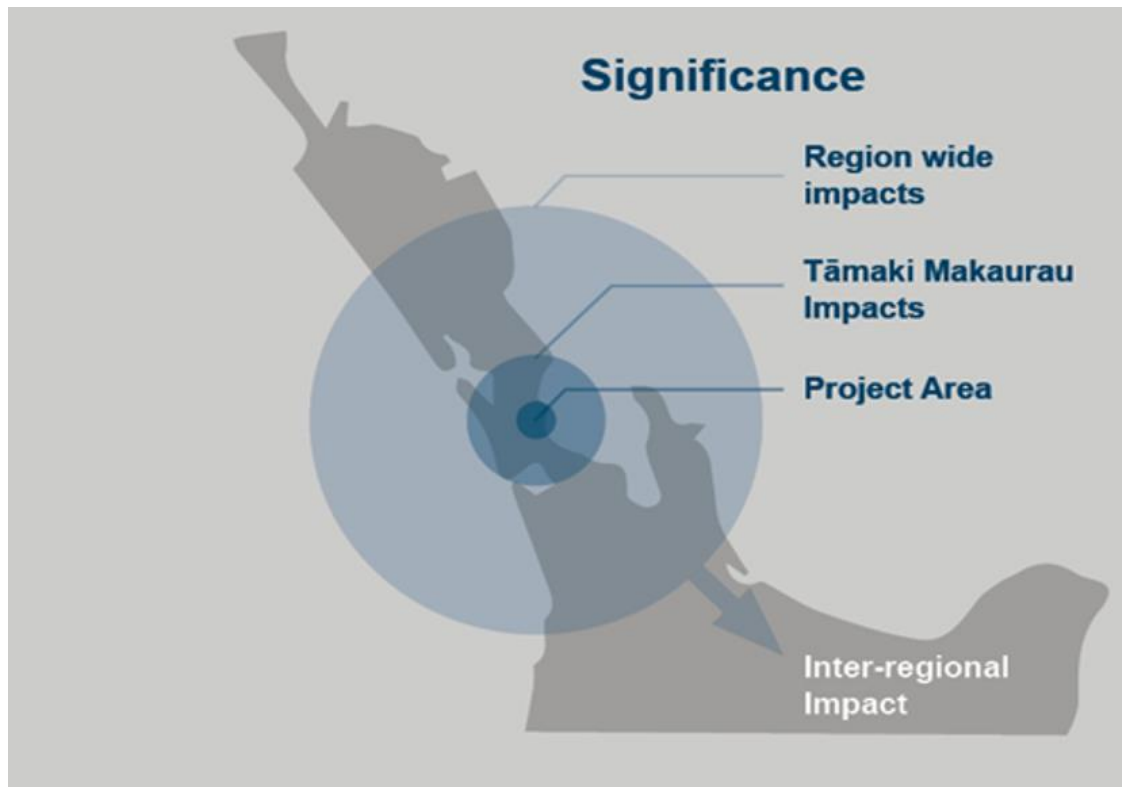 Significance
Region wide
impacts
Tāmaki Makaurau
Impacts
Project Area
Inter-regional
Impact